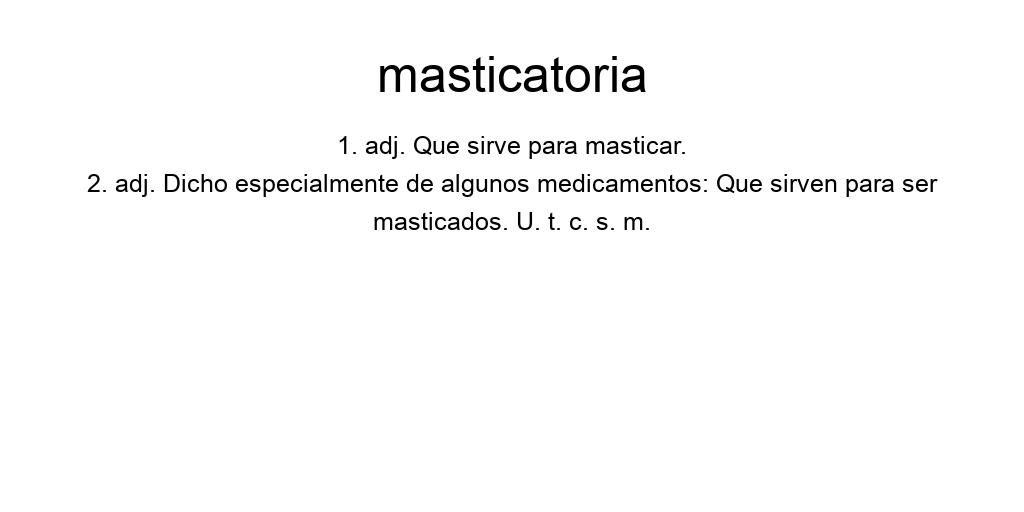 masticatoria
1. adj. Que sirve para masticar.
2. adj. Dicho especialmente de algunos medicamentos: Que sirven para ser
masticados. U. t. c. s. m.